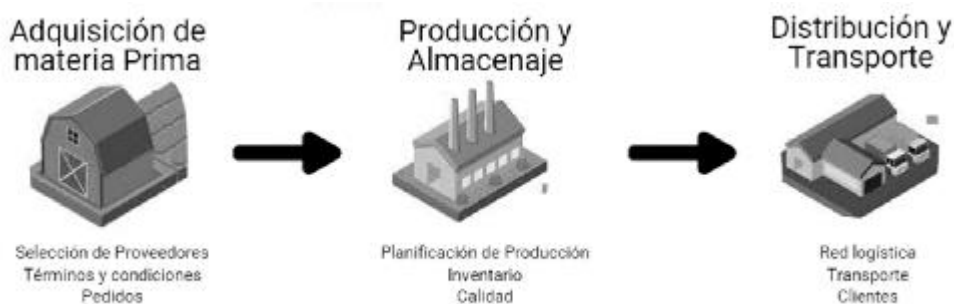 Adquisición de
materia Prima
Selección de Proveedores
Términos y condiciones
Pedidos
Producción y
Almacenaje
Planificación de Producción
Inventario
Calidad
Distribución y
Transporte
Red logística
Transporte
Clientes